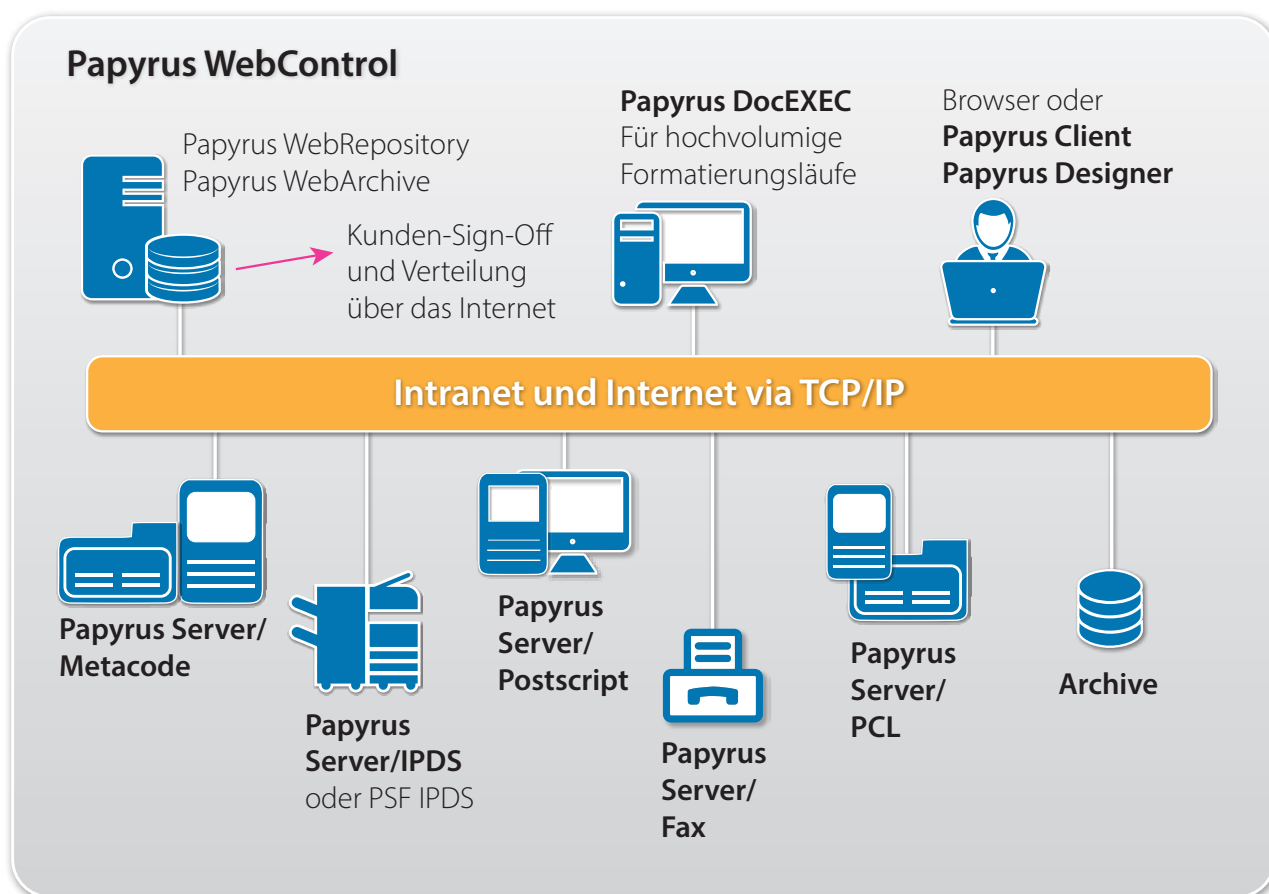 Papyrus WebControl
Papyrus WebRepository
Papyrus WebArchive
Kunden-Sign-Off
und Verteilung
über das Internet
Papyrus DocEXEC
Für hochvolumige
Formatierungsläufe
Browser oder
Papyrus Client
Papyrus Designer
Intranet und Internet via TCP/IP
Papyrus Server/
Metacode
Papyrus
Server/IPDS
oder PSF IPDS
Papyrus
Server/
Postscript
Papyrus
Server/
Fax
Papyrus
Server/
PCL
Archive